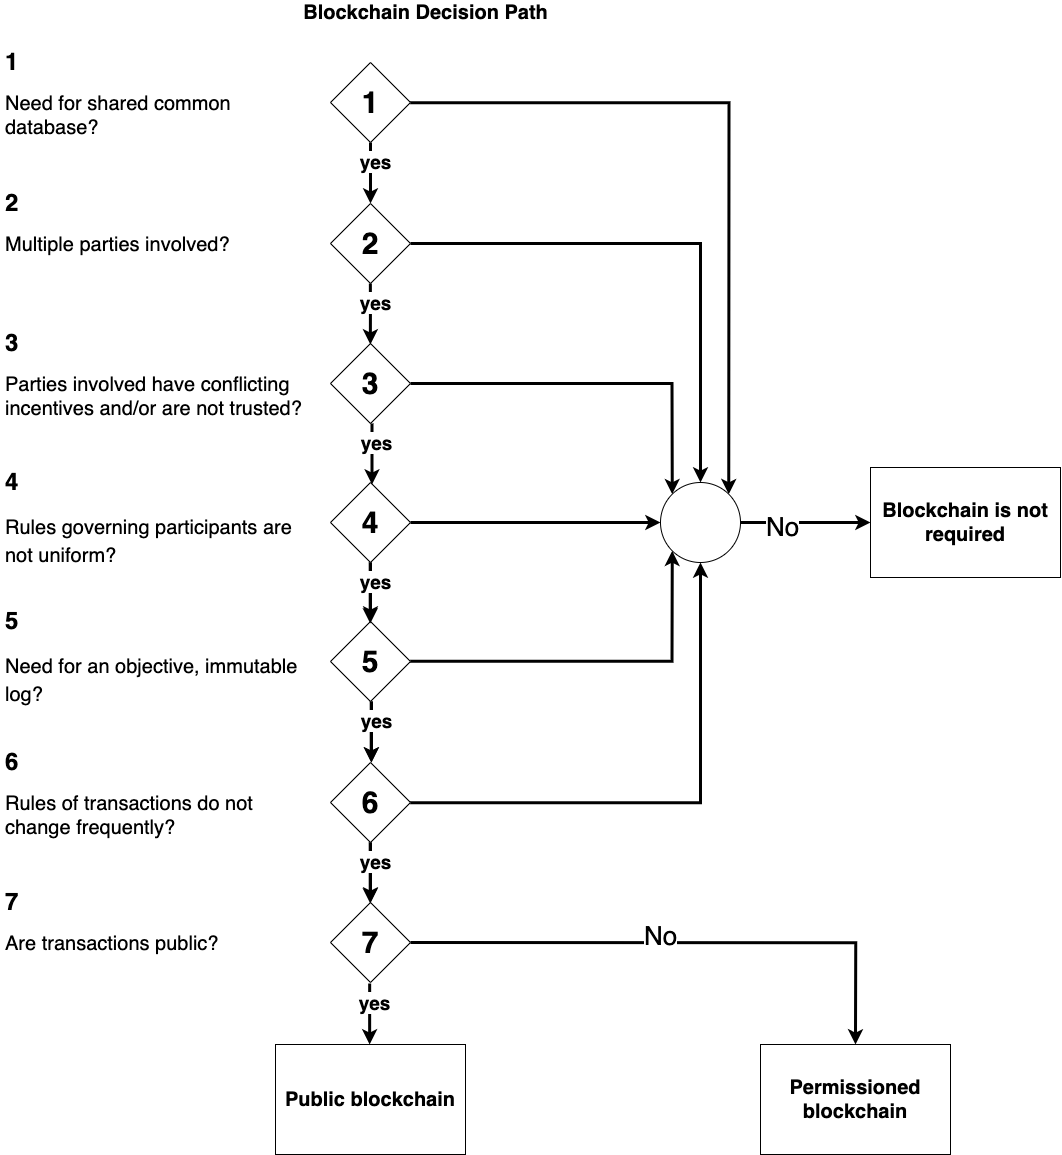 Blockchain Decision Path
1
Need for shared common
database?
1
yes
2
Multiple parties involved?
2
yes
3
Parties involved have conflicting
incentives and/or are not trusted?
3
yes
4
Rules governing participants are
not uniform?
4
yes
No
Blockchain is not
required
5
Need for an objective, immutable
log?
5
yes
6
Rules of transactions do not
change frequently?
6
yes
7
Are transactions public?
7
No
yes
Public blockchain
Permissioned
blockchain